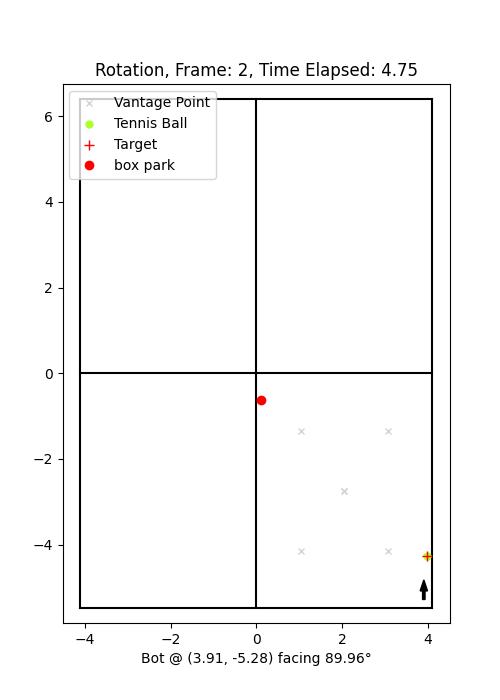 Rotation, Frame: 2, Time Elapsed: 4.75
Vantage Point
Tennis Ball
Target
box park
6
4
2
0
−2
−4
−4 −2 0 2 4
Bot @ (3.91, -5.28) facing 89.96°